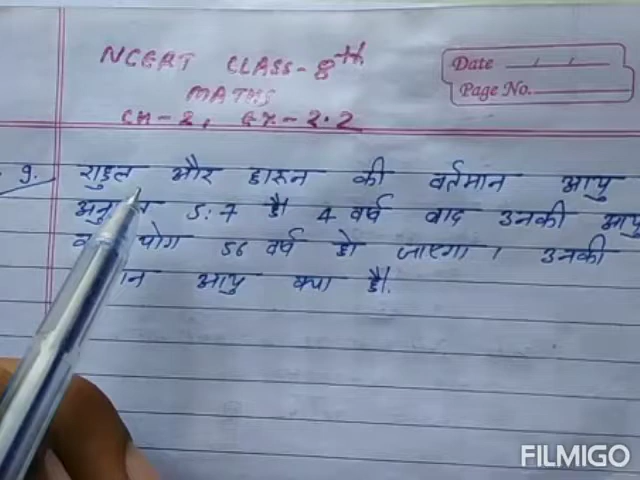 NCERT CLASS-8th
MATHS
CH-2, EX-2.2
Date
Page No.
9. राहुल और हारून की वर्तमान आयु
5:7 है। 4 वर्ष बाद उनकी आयु
योग 56 वर्ष हो जाएगा। उनकी
आयु क्या है।
FILMIGO